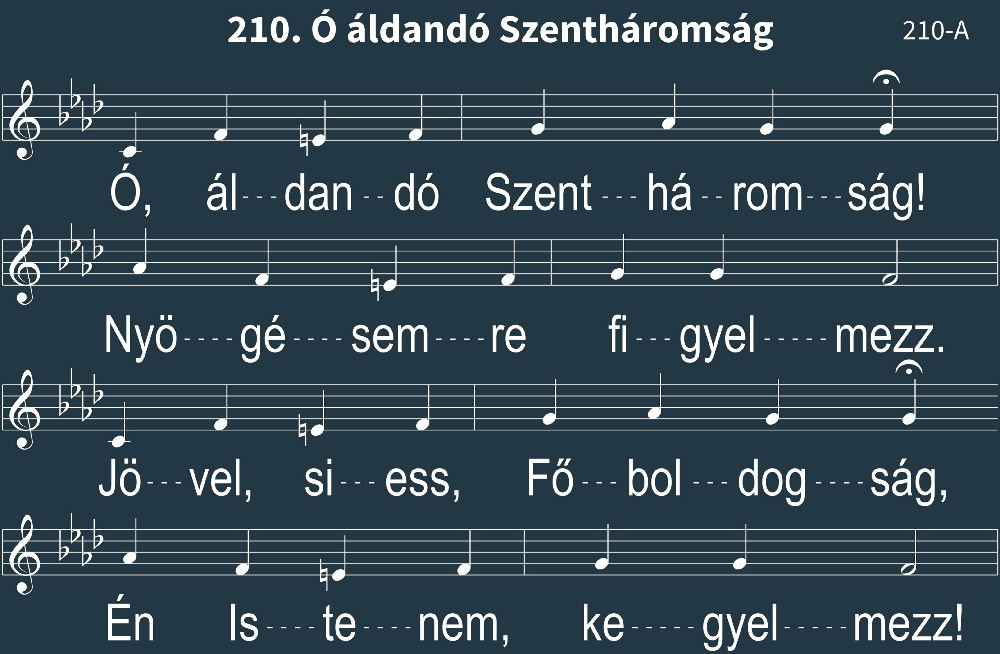 210. Ó áldandó Szentháromság
210-A
Ó, ál---dan--dó Szent---há--rom---ság!
Nyö----gé----sem----re fi---gyel-----mezz.
Jö---vel, si---ess, Fő---bol---dog----ság,
Én Is----te----nem, ke-----gyel-----mezz!